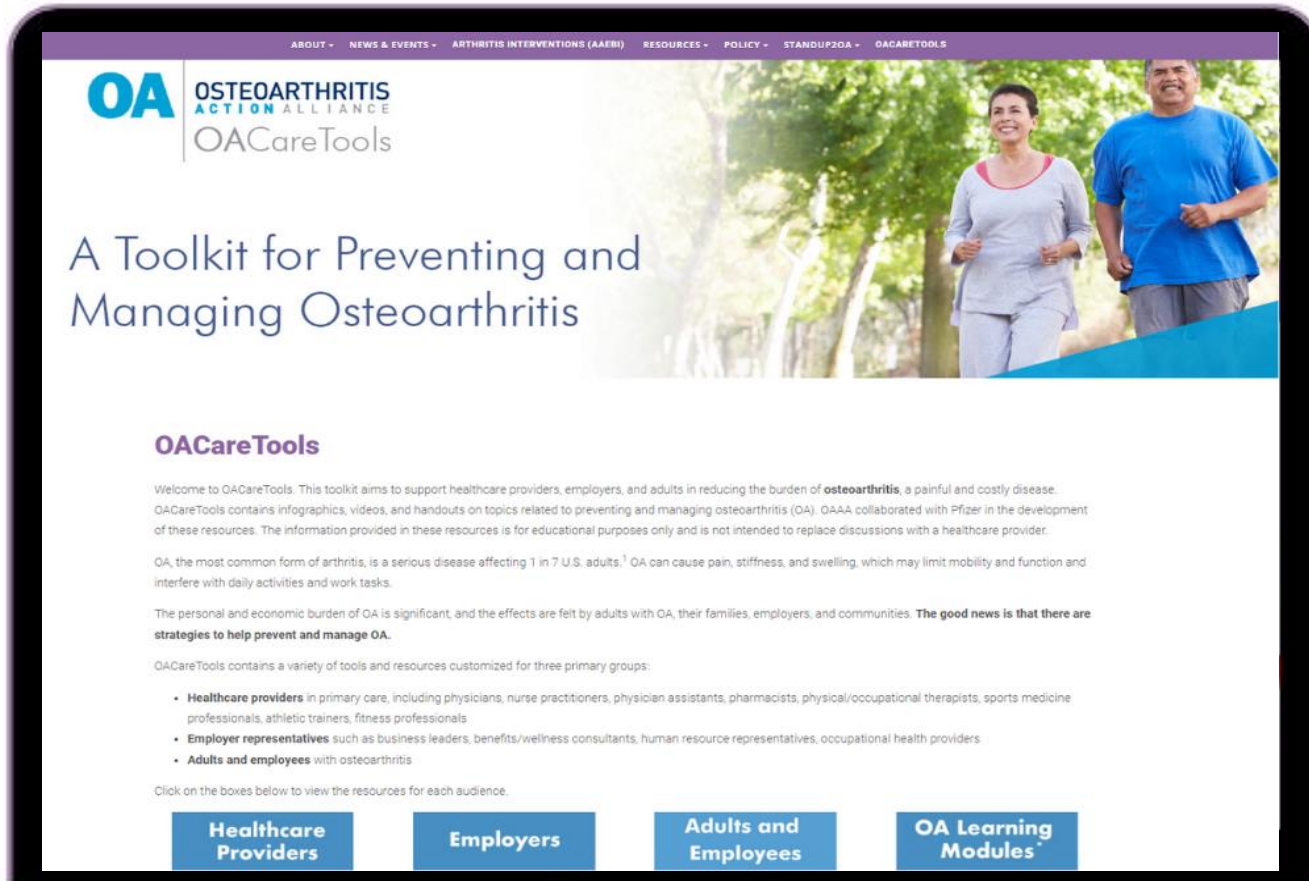 ABOUT NEWS & EVENTS ARTHRITIS INTERVENTIONS (AAEBI) RESOURCES POLICY STANDUP2OA OACARETOOLS
OA
OSTEOARTHRITIS
ACTION ALLIANCE
OACareTools
A Toolkit for Preventing and
Managing Osteoarthritis
OACareTools
Welcome to OACareTools. This toolkit aims to support healthcare providers, employers, and adults in reducing the burden of osteoarthritis, a painful and costly disease.
OACareTools contains infographics, videos, and handouts on topics related to preventing and managing osteoarthritis (OA). OAAA collaborated with Pfizer in the development
of these resources. The information provided in these resources is for educational purposes only and is not intended to replace discussions with a healthcare provider.
OA, the most common form of arthritis, is a serious disease affecting 1 in 7 U.S. adults.¹ OA can cause pain, stiffness, and swelling, which may limit mobility and function and
interfere with daily activities and work tasks.
The personal and economic burden of OA is significant, and the effects are felt by adults with OA, their families, employers, and communities. The good news is that there are
strategies to help prevent and manage OA.
OACareTools contains a variety of tools and resources customized for three primary groups:
• Healthcare providers in primary care, including physicians, nurse practitioners, physician assistants, pharmacists, physical/occupational therapists, sports medicine
professionals, athletic trainers, fitness professionals
• Employer representatives such as business leaders, benefits/wellness consultants, human resource representatives, occupational health providers
• Adults and employees with osteoarthritis
Click on the boxes below to view the resources for each audience.
Healthcare
Providers
Employers
Adults and
Employees
OA Learning
Modules*